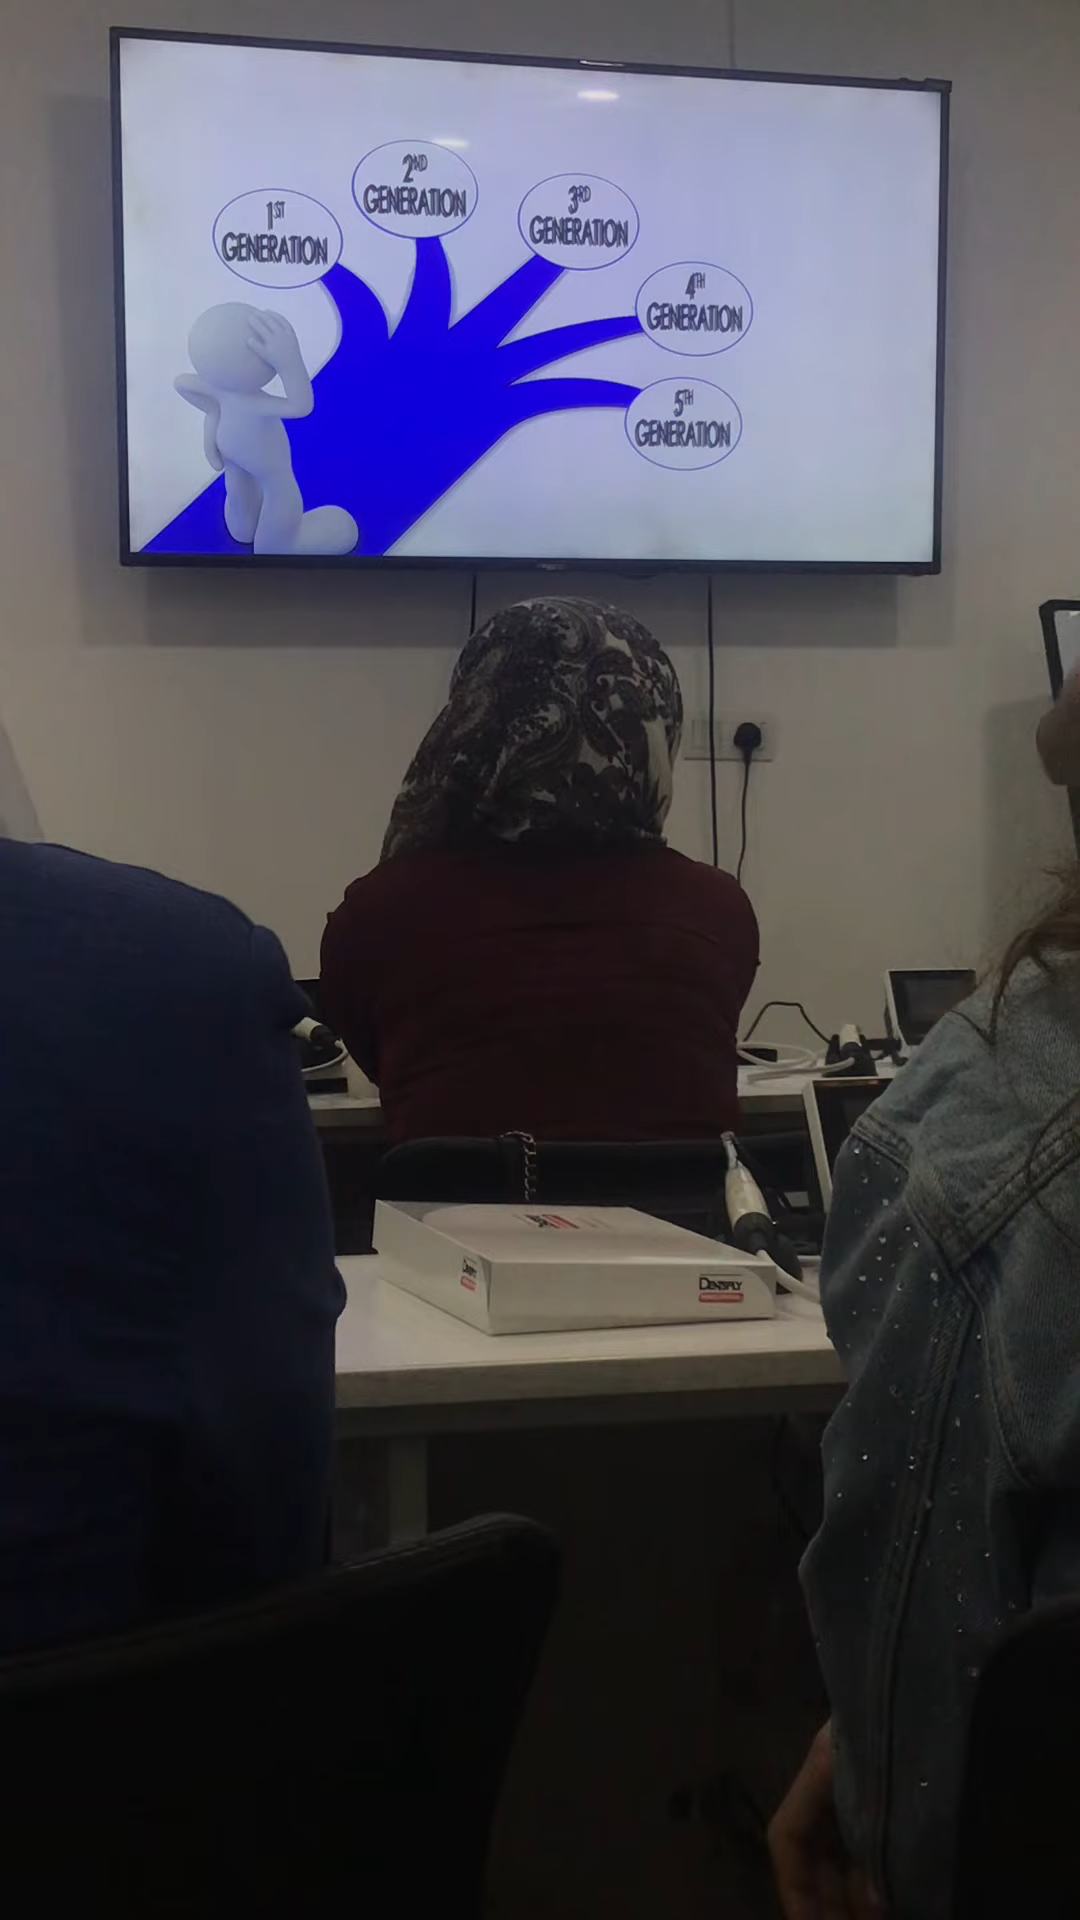 1ST
GENERATION
2ND
GENERATION
3RD
GENERATION
4TH
GENERATION
5TH
GENERATION
DENTSPLY